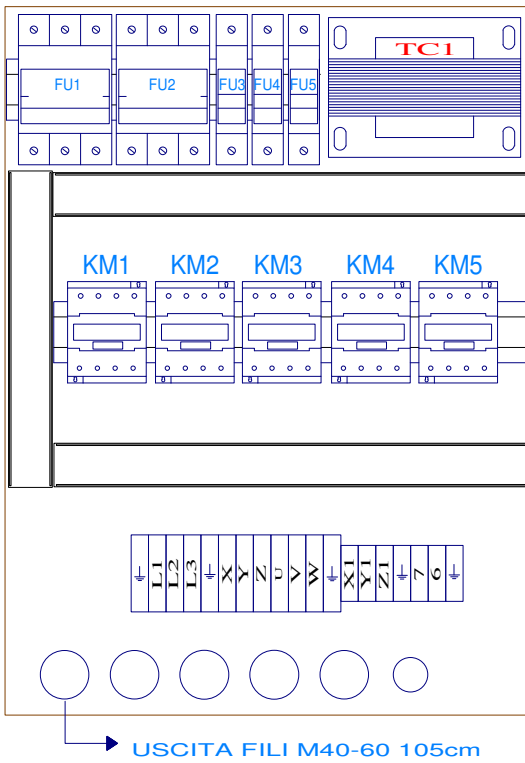 FU1 FU2 FU3 FU4 FU5 TC1
KM1 KM2 KM3 KM4 KM5
L1 L2 L3 X Y Z U V W X1 Y1 Z1 7 6
USCITA FILI M40-60 105cm